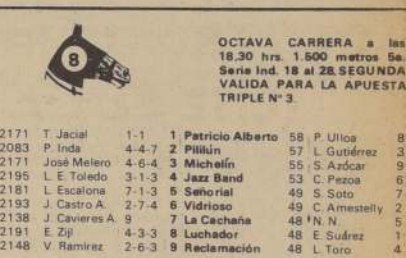 8
OCTAVA CARRERA a las
18,30 hrs. 1.600 metros 5a.
Serie Ind. 18 al 28. SEGUNDA
VALIDA PARA LA APUESTA
TRIPLE Nº 3.
2171 T. Jacial 1-1 1 Patricio Alberto 58 P. Ulloa 8
2083 P. Inda 4-4-7 2 Pililún 57 L. Gutiérrez 3
2171 José Melero 4-6-4 3 Michelín 55 S. Azócar 9
2195 L. E. Toledo 3-1-3 4 Jazz Band 53 C. Pezoa 6
2181 L. Escalona 7-1-3 5 Señorial 49 S. Soto 7
2193 J. Castro A. 2-7-4 6 Vidrioso 49 C. Amestelly 2
2138 J. Cavieres A. 9 7 La Cachaña 48 N. N. 5
2191 E. Zijl 4-3-3 8 Luchador 48 E. Suárez 1
2148 V. Ramírez 2-6-3 9 Reclamación 48 L. Toro 4